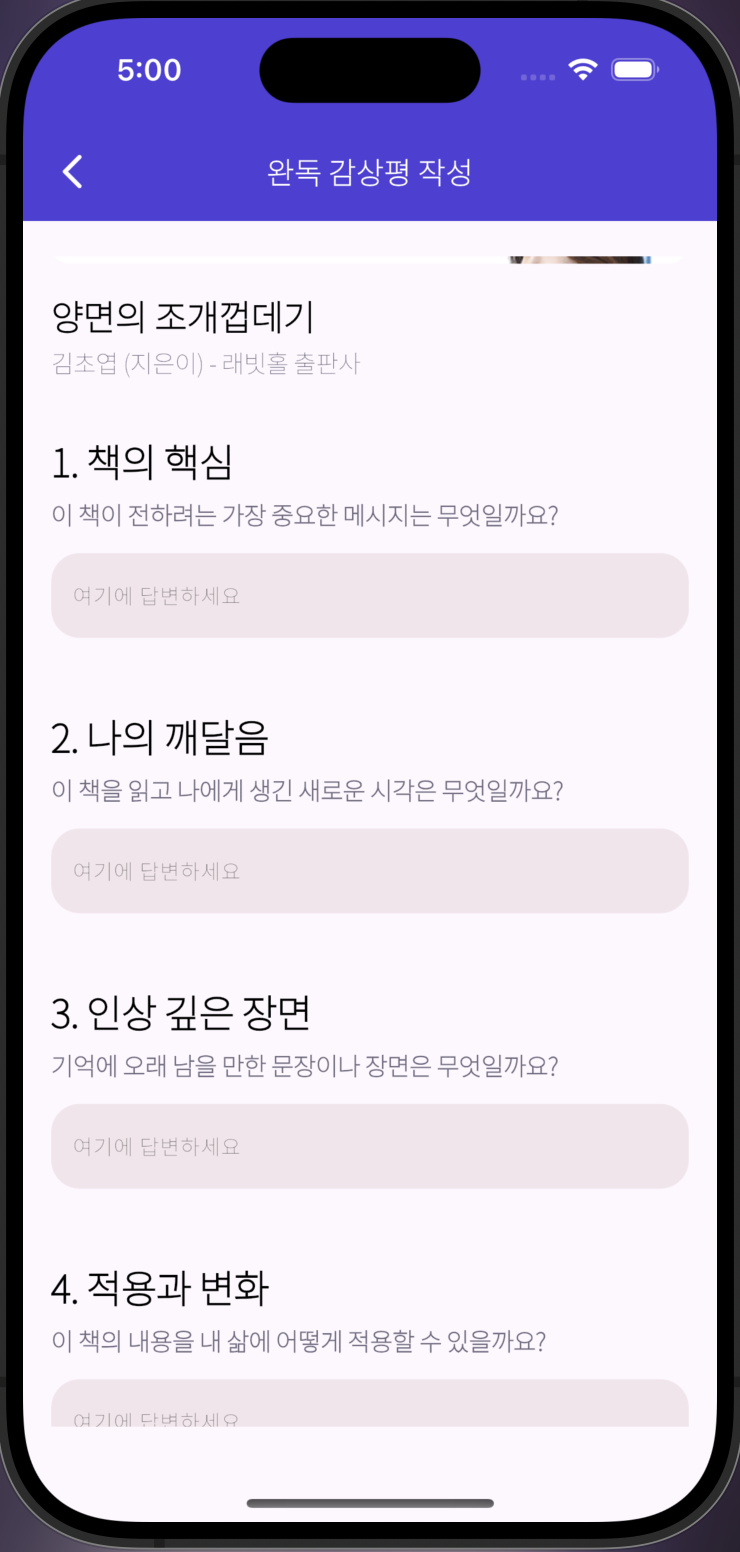 5:00
완독 감상평 작성
양면의 조개껍데기
김초엽 (지은이) - 래빗홀 출판사
1. 책의 핵심
이 책이 전하려는 가장 중요한 메시지는 무엇일까요?
여기에 답변하세요
2. 나의 깨달음
이 책을 읽고 나에게 생긴 새로운 시각은 무엇일까요?
여기에 답변하세요
3. 인상 깊은 장면
기억에 오래 남을 만한 문장이나 장면은 무엇일까요?
여기에 답변하세요
4. 적용과 변화
이 책의 내용을 내 삶에 어떻게 적용할 수 있을까요?
여기에 답변하세요